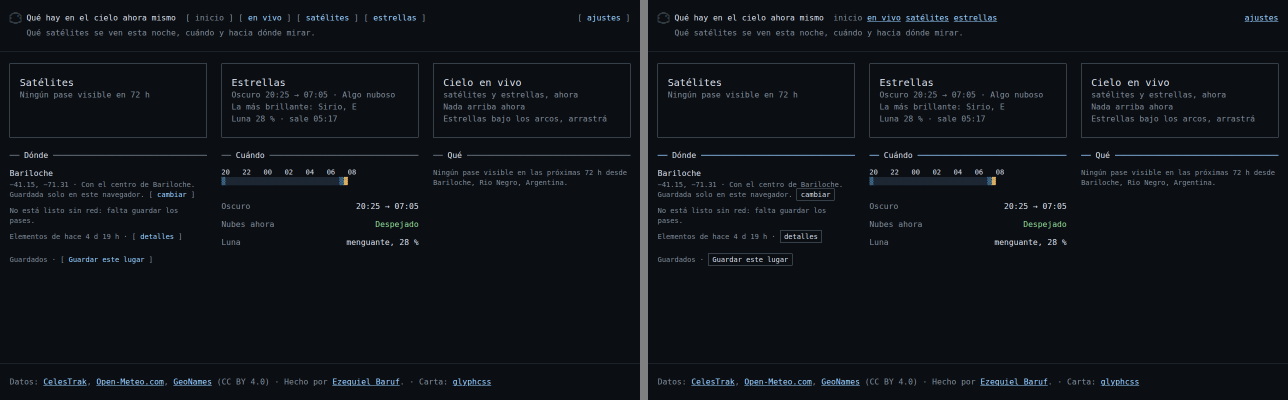 Qué hay en el cielo ahora mismo [ inicio ] [ en vivo ] [ satélites ] [ estrellas ] [ ajustes ]
Qué satélites se ven esta noche, cuándo y hacia dónde mirar.
Satélites
Ningún pase visible en 72 h
Estrellas
Oscuro 20:25 → 07:05 · Algo nuboso
La más brillante: Sirio, E
Luna 28 % · sale 05:17
Cielo en vivo
satélites y estrellas, ahora
Nada arriba ahora
Estrellas bajo los arcos, arrastrá
Dónde
Bariloche
−41.15, −71.31 · Con el centro de Bariloche.
Guardada solo en este navegador. [ cambiar ]
No está listo sin red: falta guardar los
pases.
Elementos de hace 4 d 19 h · [ detalles ]
Guardados · [ Guardar este lugar ]
Cuándo
20 22 00 02 04 06 08
Oscuro 20:25 → 07:05
Nubes ahora Despejado
Luna menguante, 28 %
Qué
Ningún pase visible en las próximas 72 h desde
Bariloche, Rio Negro, Argentina.
Datos: CelesTrak, Open-Meteo.com, GeoNames (CC BY 4.0) · Hecho por Ezequiel Baruf. · Carta: glyphcss
Qué hay en el cielo ahora mismo inicio en vivo satélites estrellas ajustes
Qué satélites se ven esta noche, cuándo y hacia dónde mirar.
Satélites
Ningún pase visible en 72 h
Estrellas
Oscuro 20:25 → 07:05 · Algo nuboso
La más brillante: Sirio, E
Luna 28 % · sale 05:17
Cielo en vivo
satélites y estrellas, ahora
Nada arriba ahora
Estrellas bajo los arcos, arrastrá
Dónde
Bariloche
−41.15, −71.31 · Con el centro de Bariloche.
Guardada solo en este navegador. cambiar
No está listo sin red: falta guardar los
pases.
Elementos de hace 4 d 19 h · detalles
Guardados · Guardar este lugar
Cuándo
20 22 00 02 04 06 08
Oscuro 20:25 → 07:05
Nubes ahora Despejado
Luna menguante, 28 %
Qué
Ningún pase visible en las próximas 72 h desde
Bariloche, Rio Negro, Argentina.
Datos: CelesTrak, Open-Meteo.com, GeoNames (CC BY 4.0) · Hecho por Ezequiel Baruf. · Carta: glyphcss